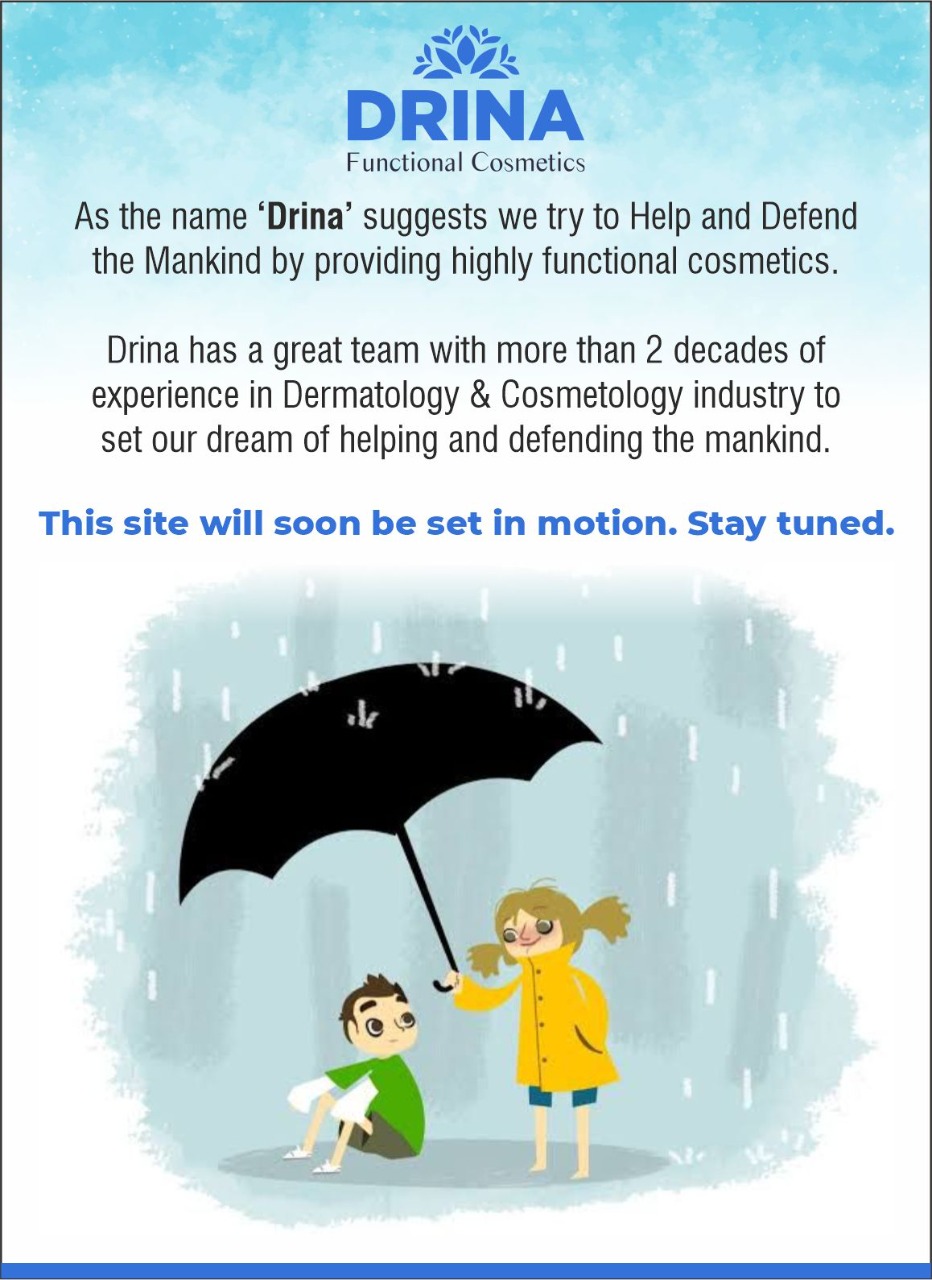 DRINA
Functional Cosmetics
As the name ‘Drina’ suggests we try to Help and Defend
the Mankind by providing highly functional cosmetics.
Drina has a great team with more than 2 decades of
experience in Dermatology & Cosmetology industry to
set our dream of helping and defending the mankind.
This site will soon be set in motion. Stay tuned.